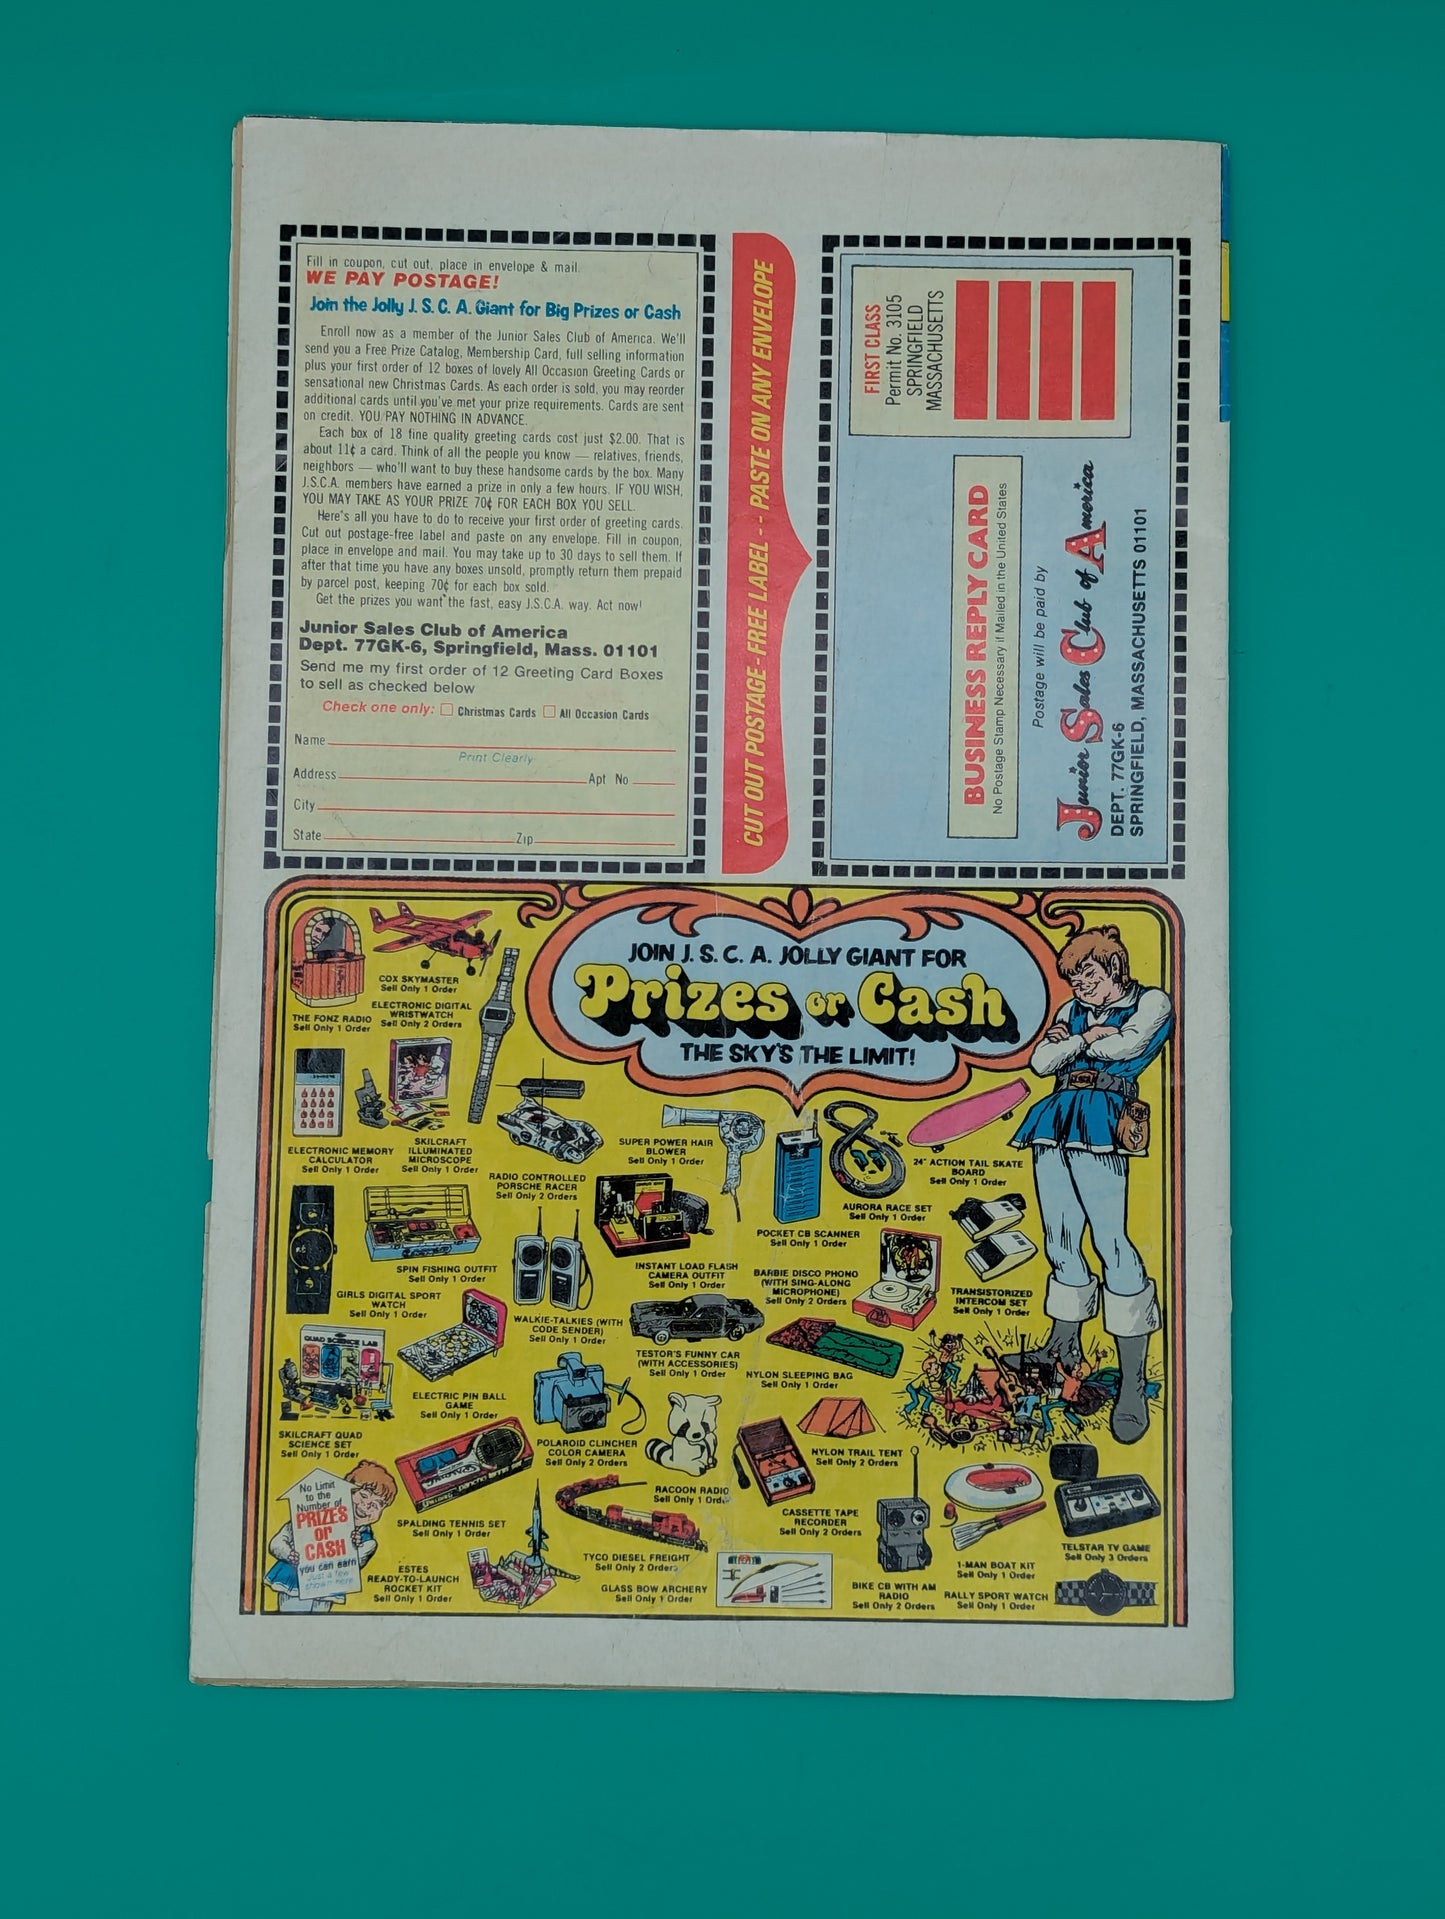 Fill in coupon, cut out, place in envelope & mail.
WE PAY POSTAGE!
Join the Jolly J. S. C. A. Giant for Big Prizes or Cash
Enroll now as a member of the Junior Sales Club of America. We'll
send you a Free Prize Catalog, Membership Card, full selling information
plus your first order of 12 boxes of lovely All Occasion Greeting Cards or
sensational new Christmas Cards. As each order is sold, you may reorder
additional cards until you've met your prize requirements. Cards are sent
on credit. YOU PAY NOTHING IN ADVANCE.
Each box of 18 fine quality greeting cards cost just $2.00. That is
about 11¢ a card. Think of all the people you know — relatives, friends,
neighbors — who'll want to buy these handsome cards by the box. Many
J.S.C.A. members have earned a prize in only a few hours. IF YOU WISH,
YOU MAY TAKE AS YOUR PRIZE 70¢ FOR EACH BOX YOU SELL.
Here's all you have to do to receive your first order of greeting cards.
Cut out postage-free label and paste on any envelope. Fill in coupon,
place in envelope and mail. You may take up to 30 days to sell them. If
after that time you have any boxes unsold, promptly return them prepaid
by parcel post, keeping 70¢ for each box sold.
Get the prizes you want the fast, easy J.S.C.A. way. Act now!
Junior Sales Club of America
Dept. 77GK-6, Springfield, Mass. 01101
Send me my first order of 12 Greeting Card Boxes
to sell as checked below
Check one only: Christmas Cards All Occasion Cards
Name
Print Clearly
Address Apt No
City
State Zip
CUT OUT POSTAGE-FREE LABEL -- PASTE ON ANY ENVELOPE
FIRST CLASS
Permit No. 3105
SPRINGFIELD
MASSACHUSETTS
BUSINESS REPLY CARD
No Postage Stamp Necessary if Mailed in the United States
Postage will be paid by
Junior Sales Club of America
DEPT. 77GK-6
SPRINGFIELD, MASSACHUSETTS 01101
JOIN J. S. C. A. JOLLY GIANT FOR
Prizes or Cash
THE SKY'S THE LIMIT!
COX SKYMASTER
Sell Only 1 Order
THE FONZ RADIO
Sell Only 1 Order
ELECTRONIC DIGITAL
WRISTWATCH
Sell Only 2 Orders
ELECTRONIC MEMORY
CALCULATOR
Sell Only 1 Order
SKILCRAFT
ILLUMINATED
MICROSCOPE
Sell Only 1 Order
RADIO CONTROLLED
PORSCHE RACER
Sell Only 2 Orders
SUPER POWER HAIR
BLOWER
Sell Only 1 Order
POCKET CB SCANNER
Sell Only 1 Order
AURORA RACE SET
Sell Only 1 Order
24" ACTION TAIL SKATE
BOARD
Sell Only 1 Order
GIRLS DIGITAL SPORT
WATCH
Sell Only 1 Order
SPIN FISHING OUTFIT
Sell Only 1 Order
WALKIE-TALKIES (WITH
CODE SENDER)
Sell Only 1 Order
INSTANT LOAD FLASH
CAMERA OUTFIT
Sell Only 1 Order
BARBIE DISCO PHONO
(WITH SING-ALONG
MICROPHONE)
Sell Only 2 Orders
TRANSISTORIZED
INTERCOM SET
Sell Only 1 Order
QUAD SCIENCE LAB
SKILCRAFT QUAD
SCIENCE SET
Sell Only 1 Order
ELECTRIC PIN BALL
GAME
Sell Only 1 Order
TESTOR'S FUNNY CAR
(WITH ACCESSORIES)
Sell Only 1 Order
NYLON SLEEPING BAG
Sell Only 1 Order
POLAROID CLINCHER
COLOR CAMERA
Sell Only 2 Orders
RACOON RADIO
Sell Only 1 Order
NYLON TRAIL TENT
Sell Only 2 Orders
No Limit
to the
Number of
PRIZES
or
CASH
you can earn
Just a few
shown here
SPALDING TENNIS SET
Sell Only 1 Order
ESTES
READY-TO-LAUNCH
ROCKET KIT
Sell Only 1 Order
TYCO DIESEL FREIGHT
Sell Only 2 Orders
GLASS BOW ARCHERY
Sell Only 1 Order
CASSETTE TAPE
RECORDER
Sell Only 2 Orders
BIKE CB WITH AM
RADIO
Sell Only 2 Orders
1-MAN BOAT KIT
Sell Only 1 Order
RALLY SPORT WATCH
Sell Only 1 Order
TELSTAR TV GAME
Sell Only 3 Orders